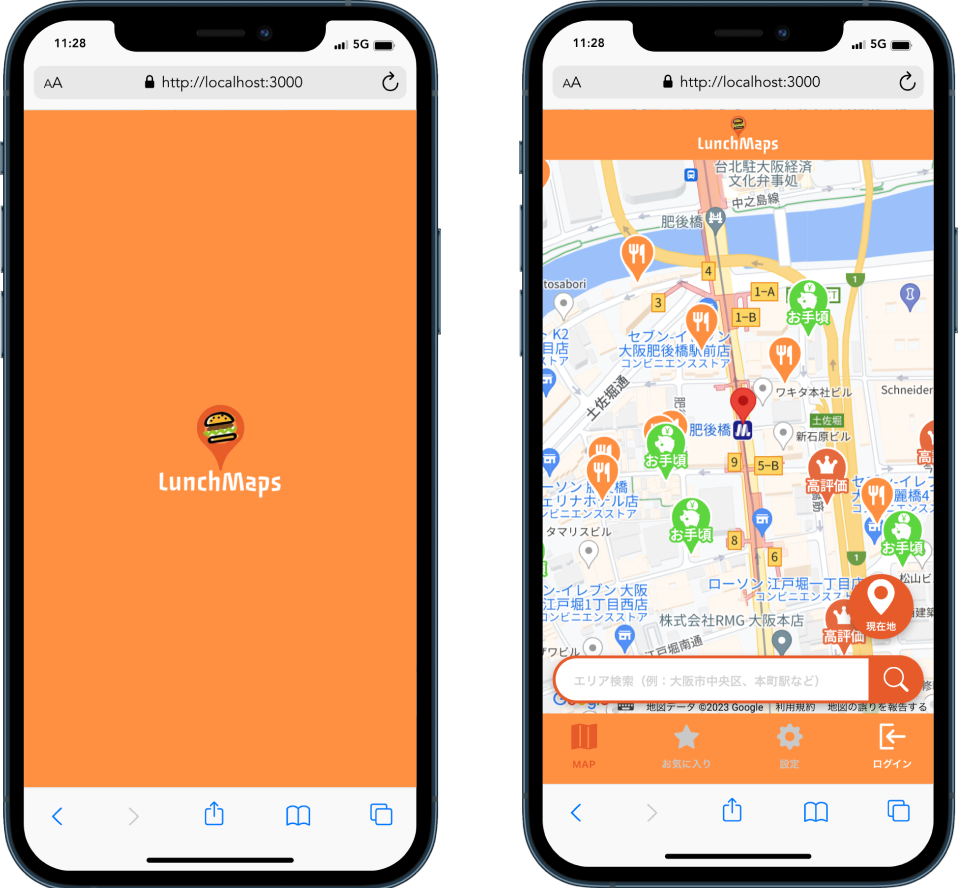 11:28
5G
AA
http://localhost:3000
LunchMaps
11:28
5G
AA
http://localhost:3000
LunchMaps
台北駐大阪経済
文化弁事処
中之島線
肥後橋
4
tosabori
1-A
1
3
1-B
お手頃
K2
目店
ストア
セブン-イレブン
大阪肥後橋駅前店
コンビニエンスストア
土佐堀通
ワキタ本社ビル
Schneider
肥後橋
土佐堀
新石原ビル
お手頃
9
5-B
高評価
ーソン 肥後橋
ェリナホテル店
ンビニエンスストア
セブン-イレブ
タマリスビル
お手頃
8
6
お手頃
1
ン-イレブン 大阪
江戸堀1丁目西店
ンビニエンスストア
ローソン 江戸堀一丁目店
コンビニエンススト
松山ビ
株式会社RMG 大阪本店
高評価
現在地
江戸堀南通
ザワビル
エリア検索（例：大阪市中央区、本町駅など）
Google
地図データ ©2023 Google
利用規約
地図の誤りを報告する
MAP
お気に入り
設定
ログイン